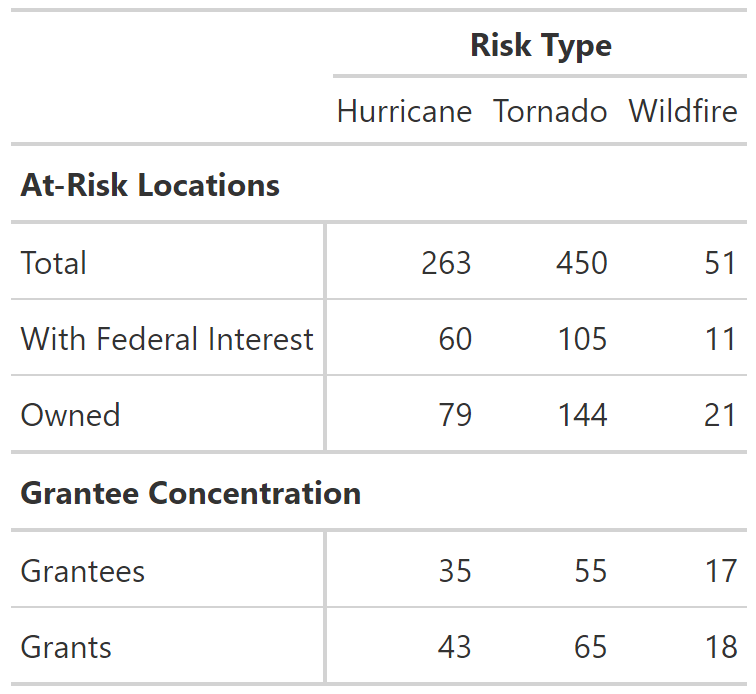 Risk Type
Hurricane Tornado Wildfire
At-Risk Locations
Total 263 450 51
With Federal Interest 60 105 11
Owned 79 144 21
Grantee Concentration
Grantees 35 55 17
Grants 43 65 18